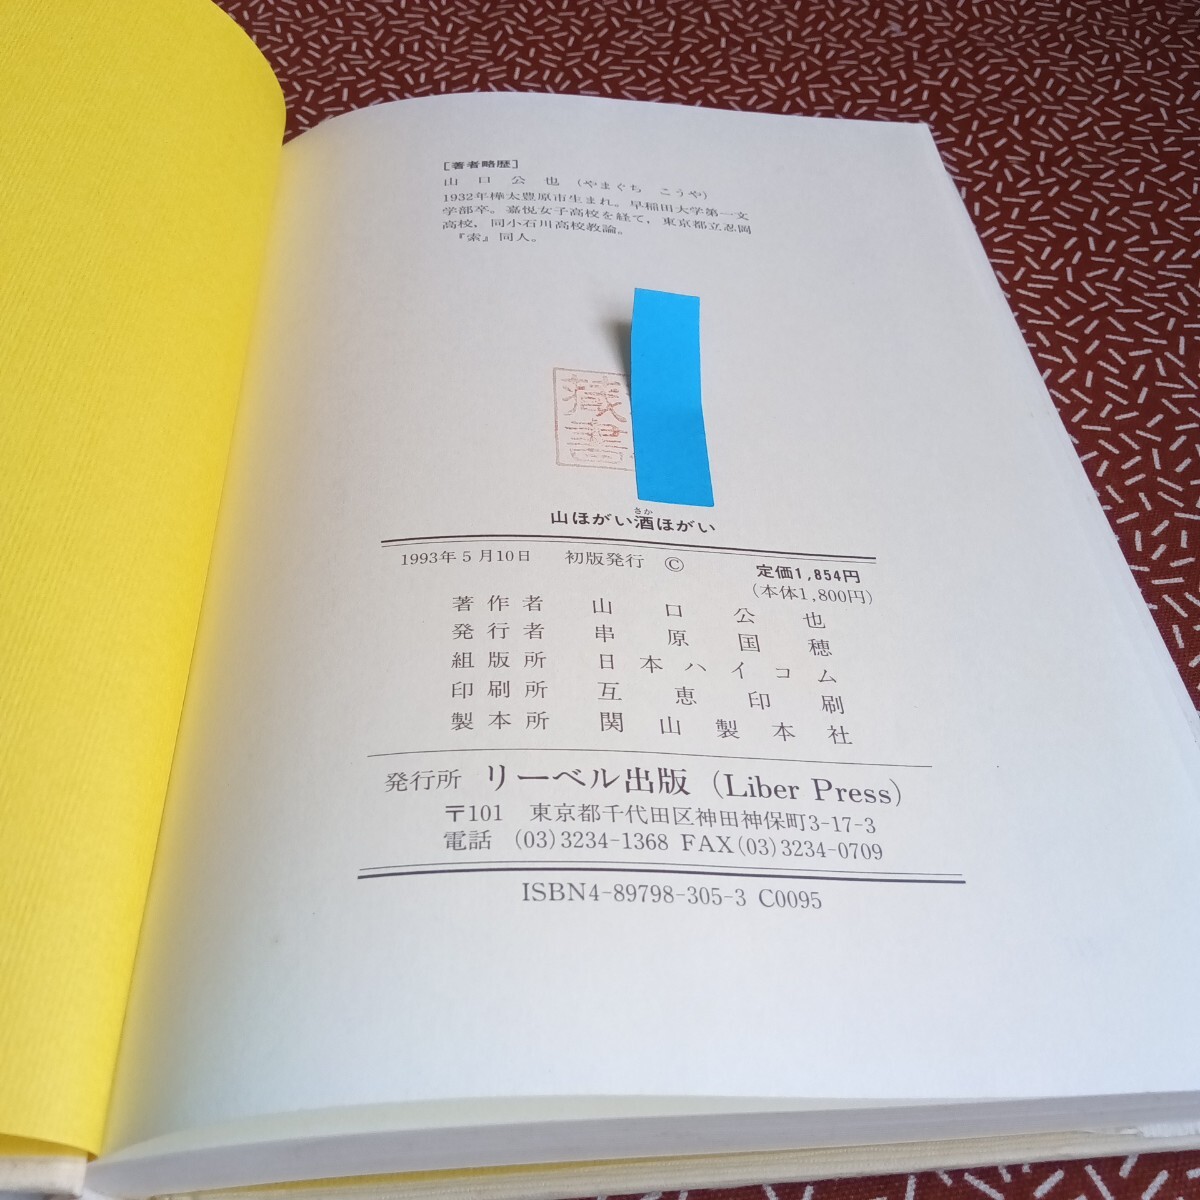 [著者略歴]
山口公也 (やまぐち こうや)
1932年樺太豊原市生まれ。早稲田大学第一文
学部卒。嘉悦女子高校を経て，東京都立忍岡
高校，同小石川高校教諭。
『索』同人。
蔵書
山ほがい酒ほがい
さか
1993年5月10日 初版発行 ©
定価1,854円
(本体1,800円)
著作者 山口公也
発行者 串原国穂
組版所 日本ハイコム
印刷所 互恵印刷
製本所 関山製本社
発行所 リーベル出版 (Liber Press)
〒101 東京都千代田区神田神保町3-17-3
電話 (03)3234-1368 FAX(03)3234-0709
ISBN4-89798-305-3 C0095